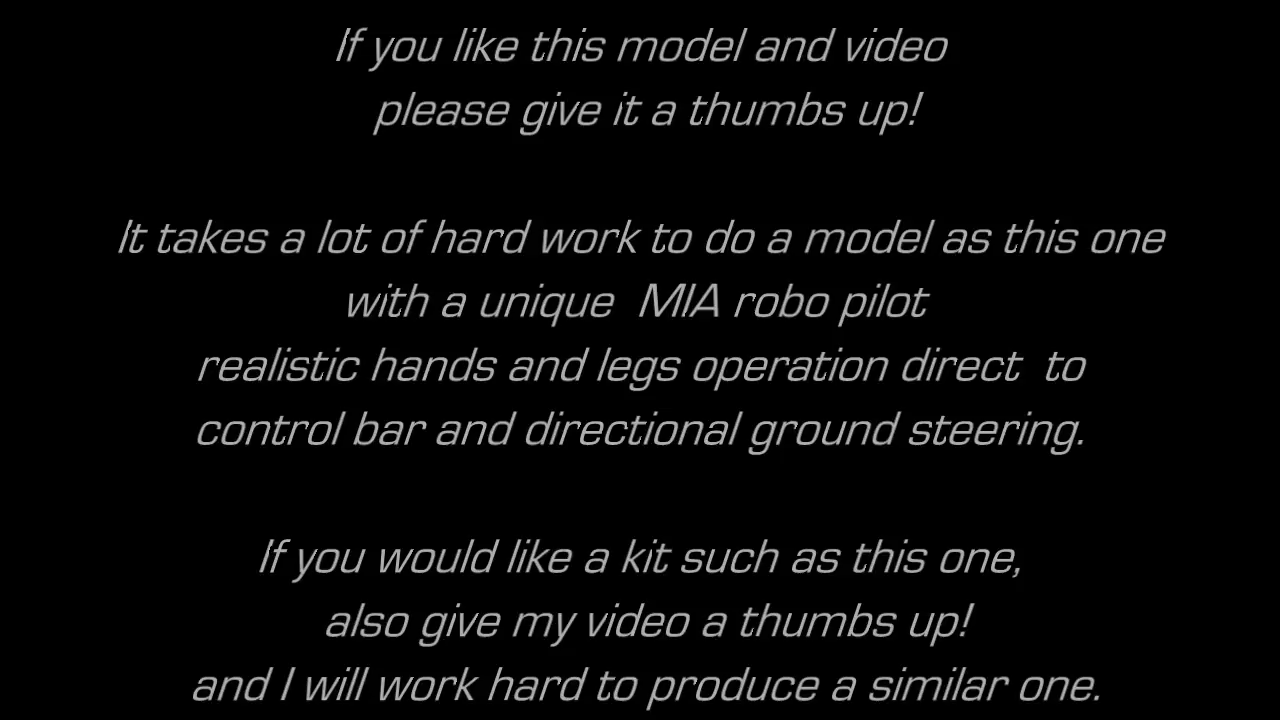 If you like this model and video
please give it a thumbs up!
It takes a lot of hard work to do a model as this one
with a unique  MIA robo pilot
realistic hands and legs operation direct  to
control bar and directional ground steering.
If you would like a kit such as this one,
also give my video a thumbs up!
and I will work hard to produce a similar one.